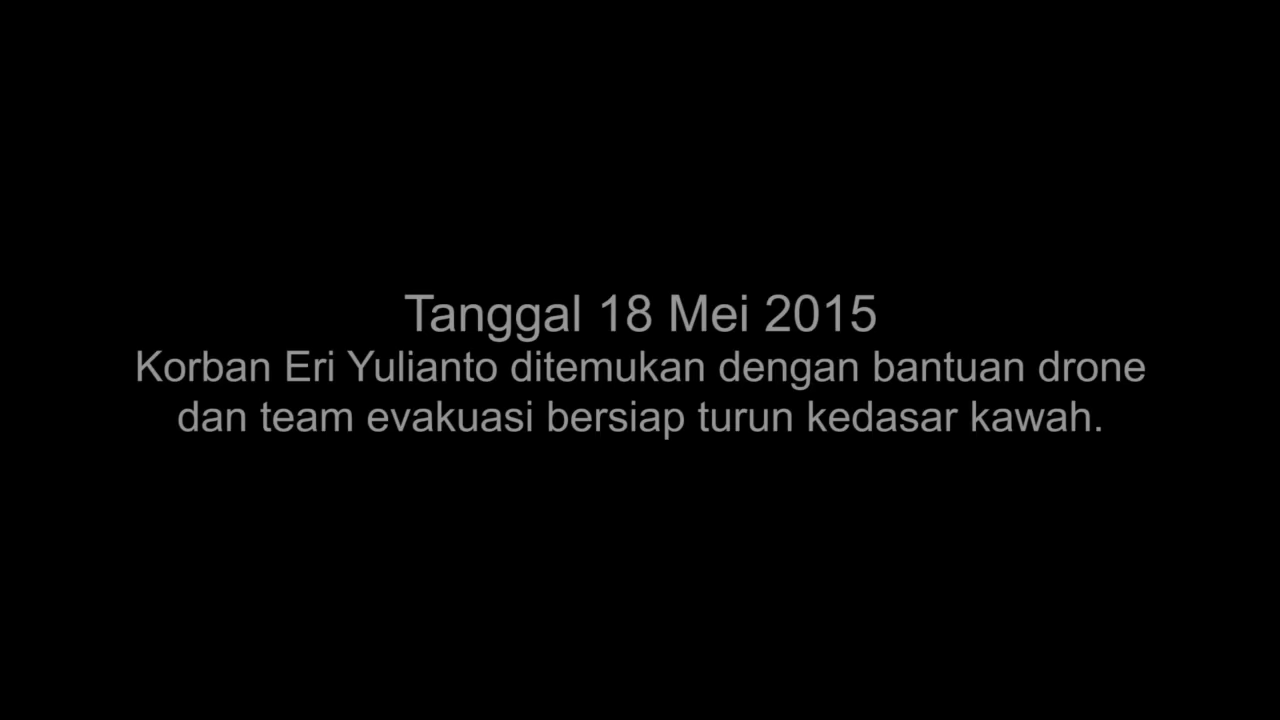 Tanggal 18 Mei 2015
Korban Eri Yulianto ditemukan dengan bantuan drone
dan team evakuasi bersiap turun kedasar kawah.